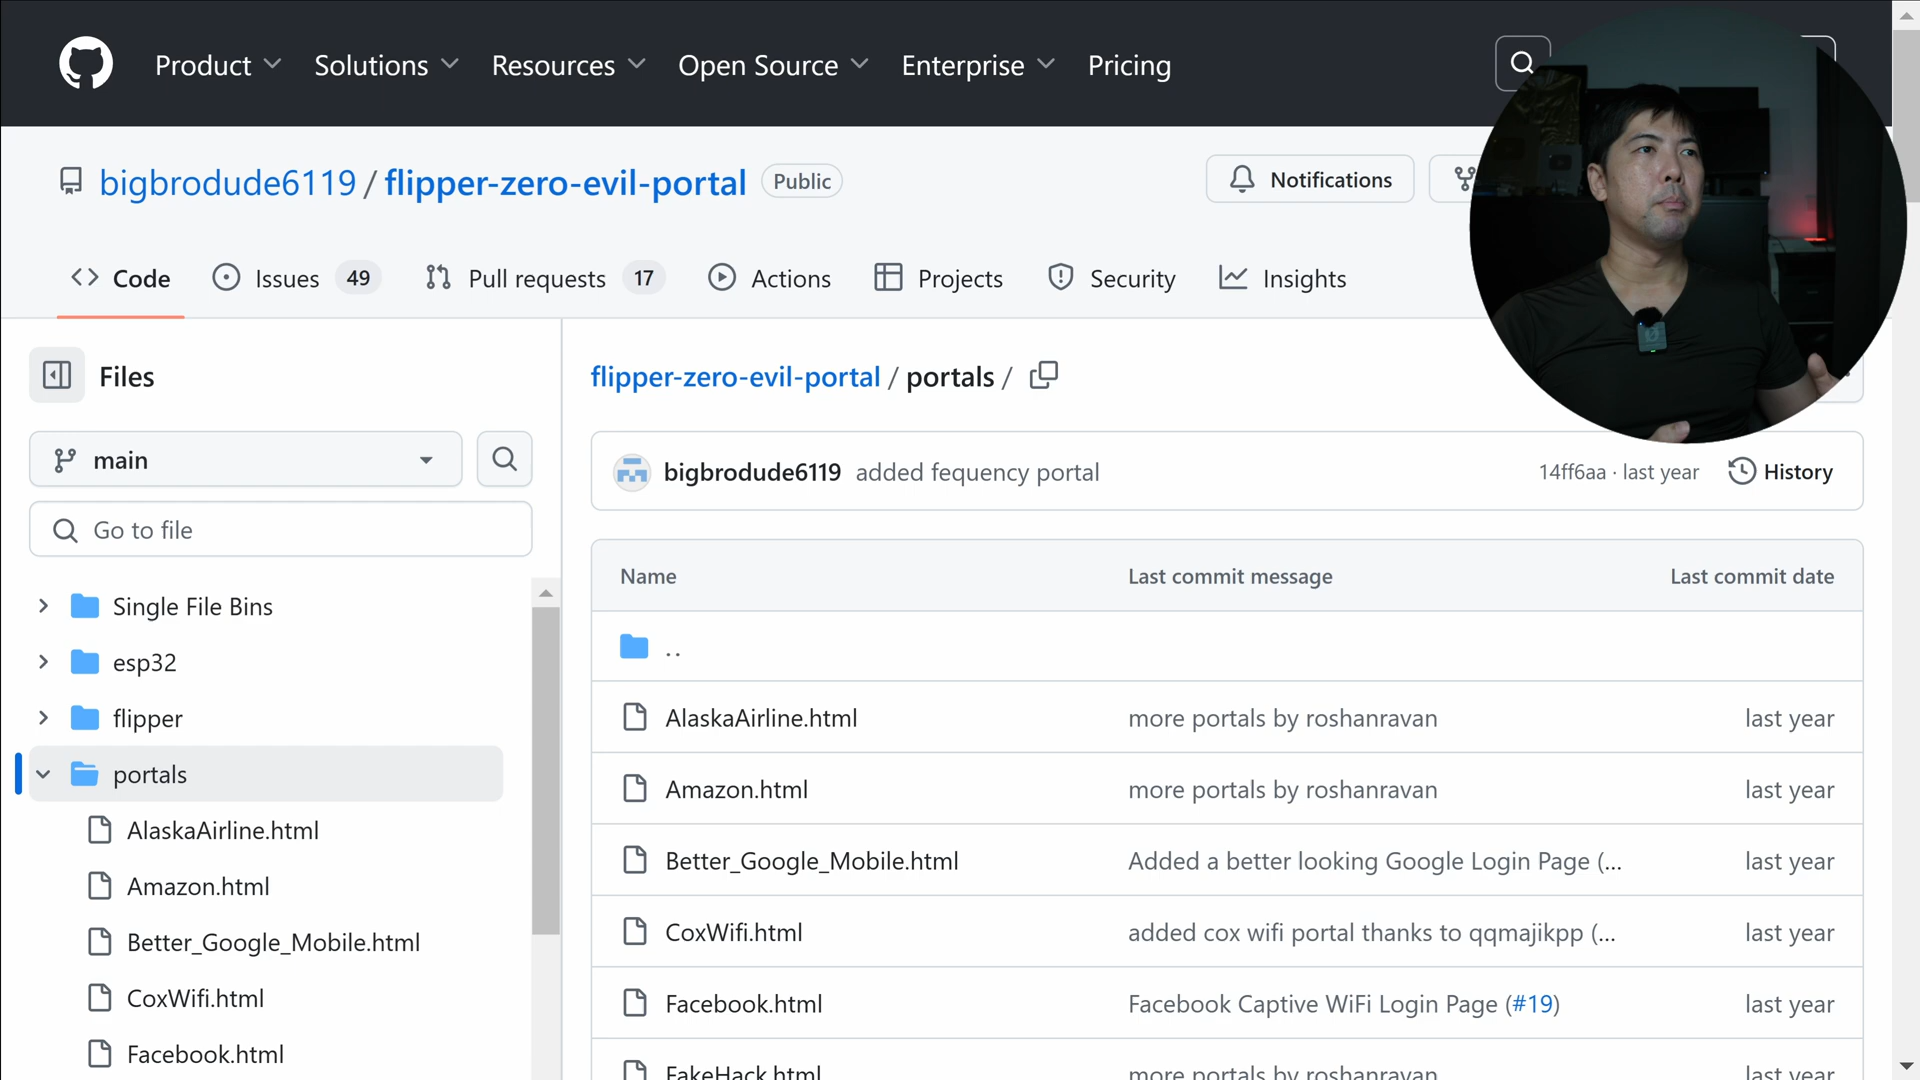 Product Solutions Resources Open Source Enterprise Pricing
bigbrodude6119 / flipper-zero-evil-portal Public
Notifications
Code Issues 49 Pull requests 17 Actions Projects Security Insights
Files
main
Go to file
Single File Bins
esp32
flipper
portals
AlaskaAirline.html
Amazon.html
Better_Google_Mobile.html
CoxWifi.html
Facebook.html
flipper-zero-evil-portal / portals /
bigbrodude6119 added fequency portal 14ff6aa · last year History
Name Last commit message Last commit date
..
AlaskaAirline.html more portals by roshanravan last year
Amazon.html more portals by roshanravan last year
Better_Google_Mobile.html Added a better looking Google Login Page (... last year
CoxWifi.html added cox wifi portal thanks to qqmajikpp (... last year
Facebook.html Facebook Captive WiFi Login Page (#19) last year
FakeHack.html more portals by roshanravan last year